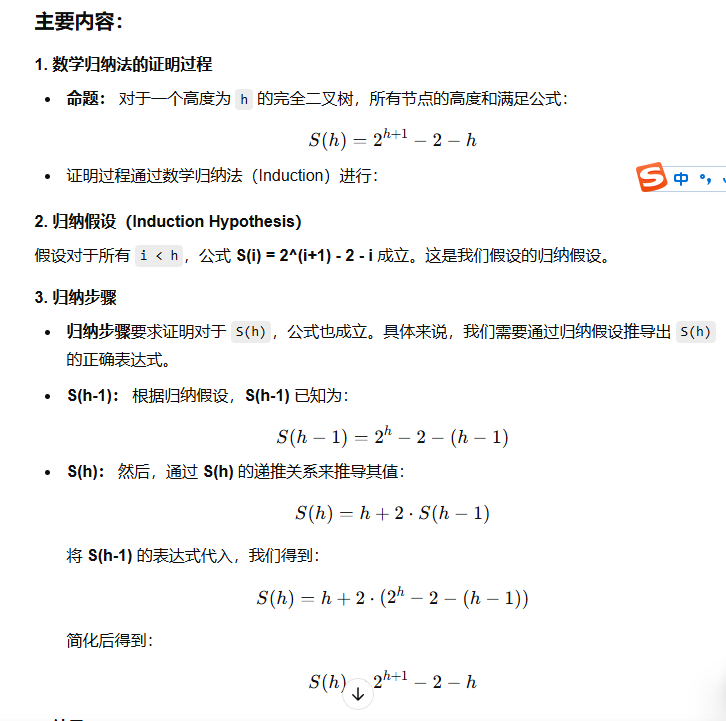 主要内容：
1. 数学归纳法的证明过程
• 命题： 对于一个高度为 h 的完全二叉树，所有节点的高度和满足公式：
S(h) = 2^{h+1} − 2 − h
• 证明过程通过数学归纳法（Induction）进行：
中 °，
2. 归纳假设（Induction Hypothesis）
假设对于所有 i < h ，公式 S(i) = 2^(i+1) - 2 - i 成立。这是我们假设的归纳假设。
3. 归纳步骤
• 归纳步骤要求证明对于 S(h) ，公式也成立。具体来说，我们需要通过归纳假设推导出 S(h)
的正确表达式。
• S(h-1)： 根据归纳假设，S(h-1) 已知为：
S(h − 1) = 2^h − 2 − (h − 1)
• S(h)： 然后，通过 S(h) 的递推关系来推导其值：
S(h) = h + 2 · S(h − 1)
将 S(h-1) 的表达式代入，我们得到：
S(h) = h + 2 · (2^h − 2 − (h − 1))
简化后得到：
S(h) 2^{h+1} − 2 − h